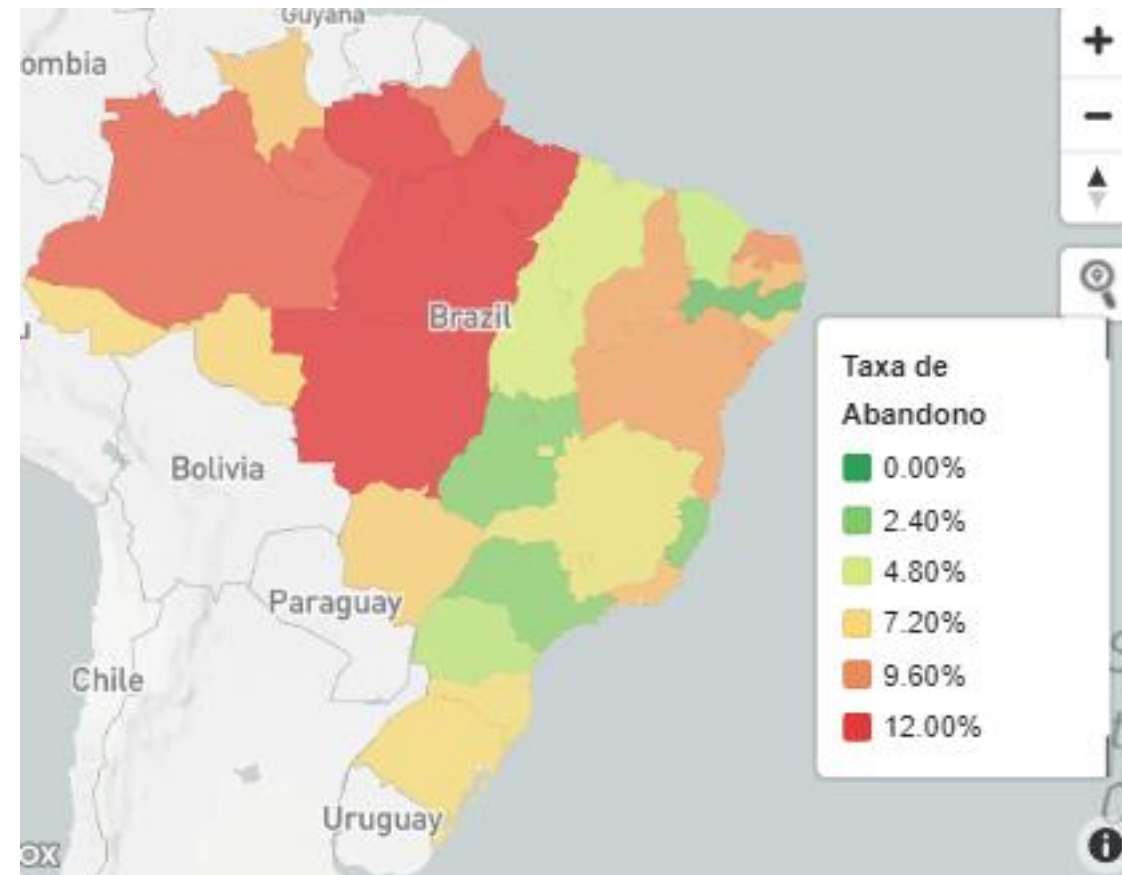 Guyana
ombia
Brazil
Bolivia
Paraguay
Chile
Uruguay
Taxa de
Abandono
0.00%
2.40%
4.80%
7.20%
9.60%
12.00%